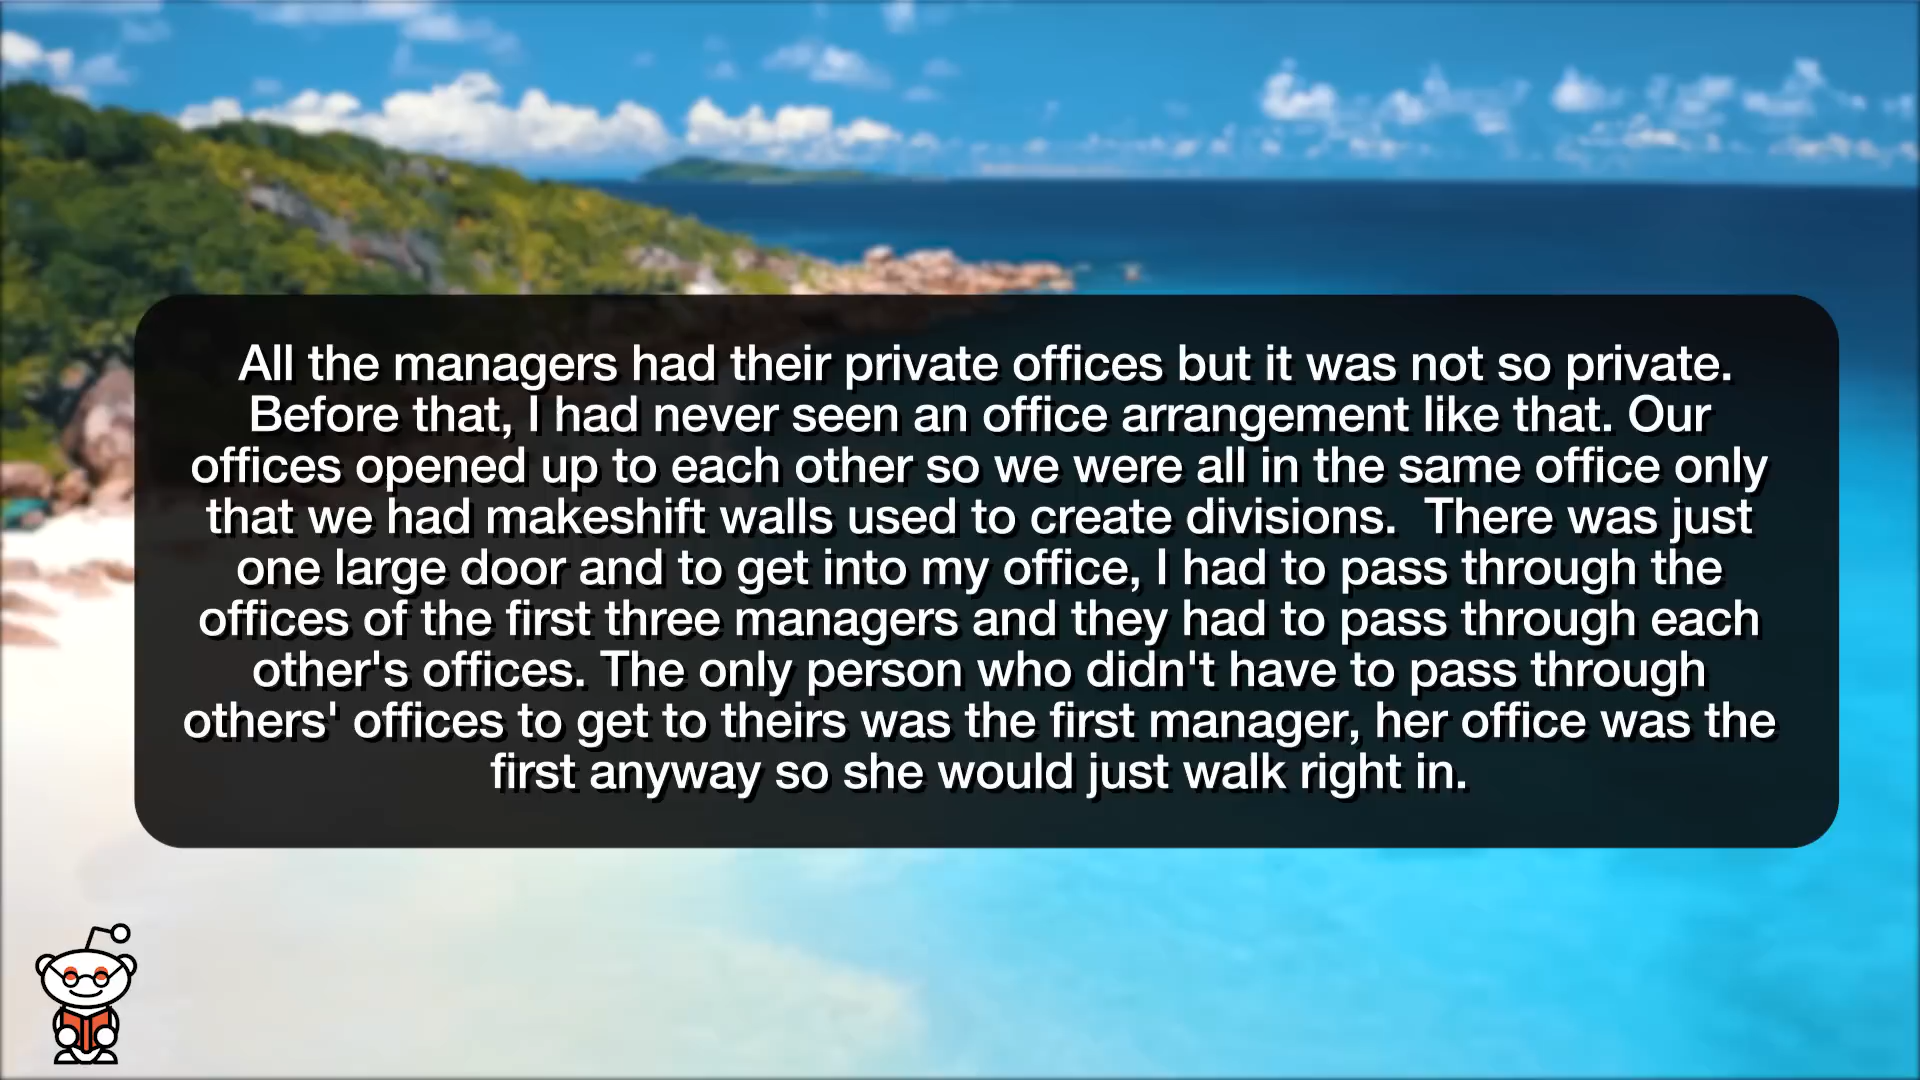 All the managers had their private offices but it was not so private.
Before that, I had never seen an office arrangement like that. Our
offices opened up to each other so we were all in the same office only
that we had makeshift walls used to create divisions.  There was just
one large door and to get into my office, I had to pass through the
offices of the first three managers and they had to pass through each
other's offices. The only person who didn't have to pass through
others' offices to get to theirs was the first manager, her office was the
first anyway so she would just walk right in.